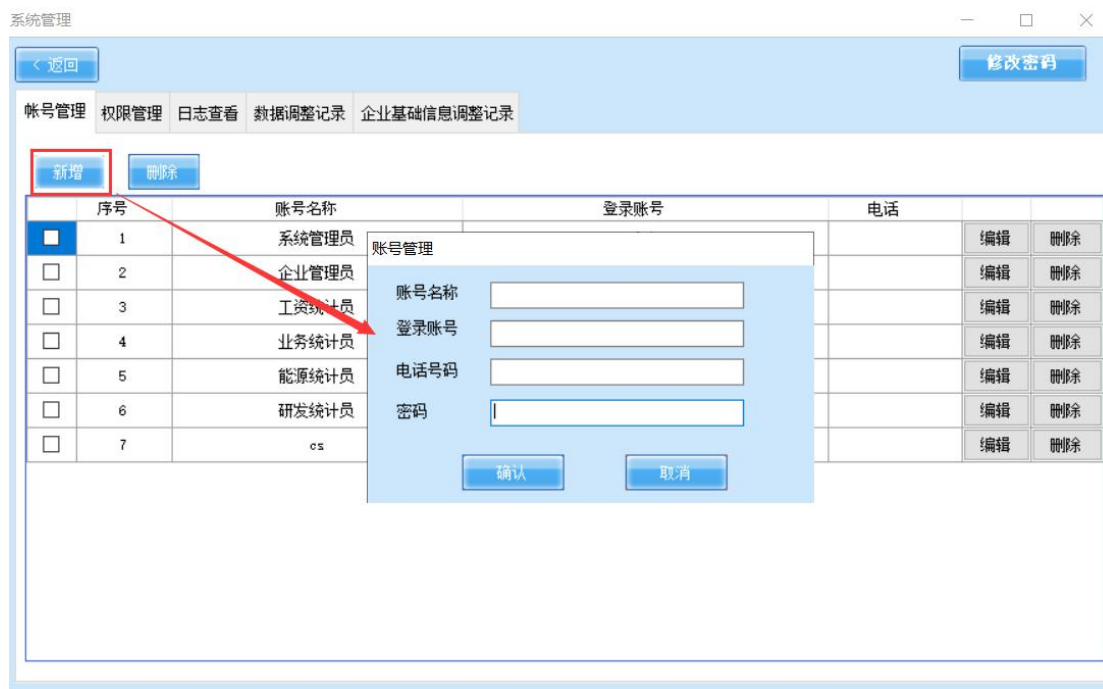 系统管理
< 返回
修改密码
帐号管理 权限管理 日志查看 数据调整记录 企业基础信息调整记录
新增 删除
序号 账号名称 登录账号 电话
1 系统管理员 编辑 删除
2 企业管理员 编辑 删除
3 工资统计员 编辑 删除
4 业务统计员 编辑 删除
5 能源统计员 编辑 删除
6 研发统计员 编辑 删除
7 cs 编辑 删除
账号管理
账号名称
登录账号
电话号码
密码
确认 取消